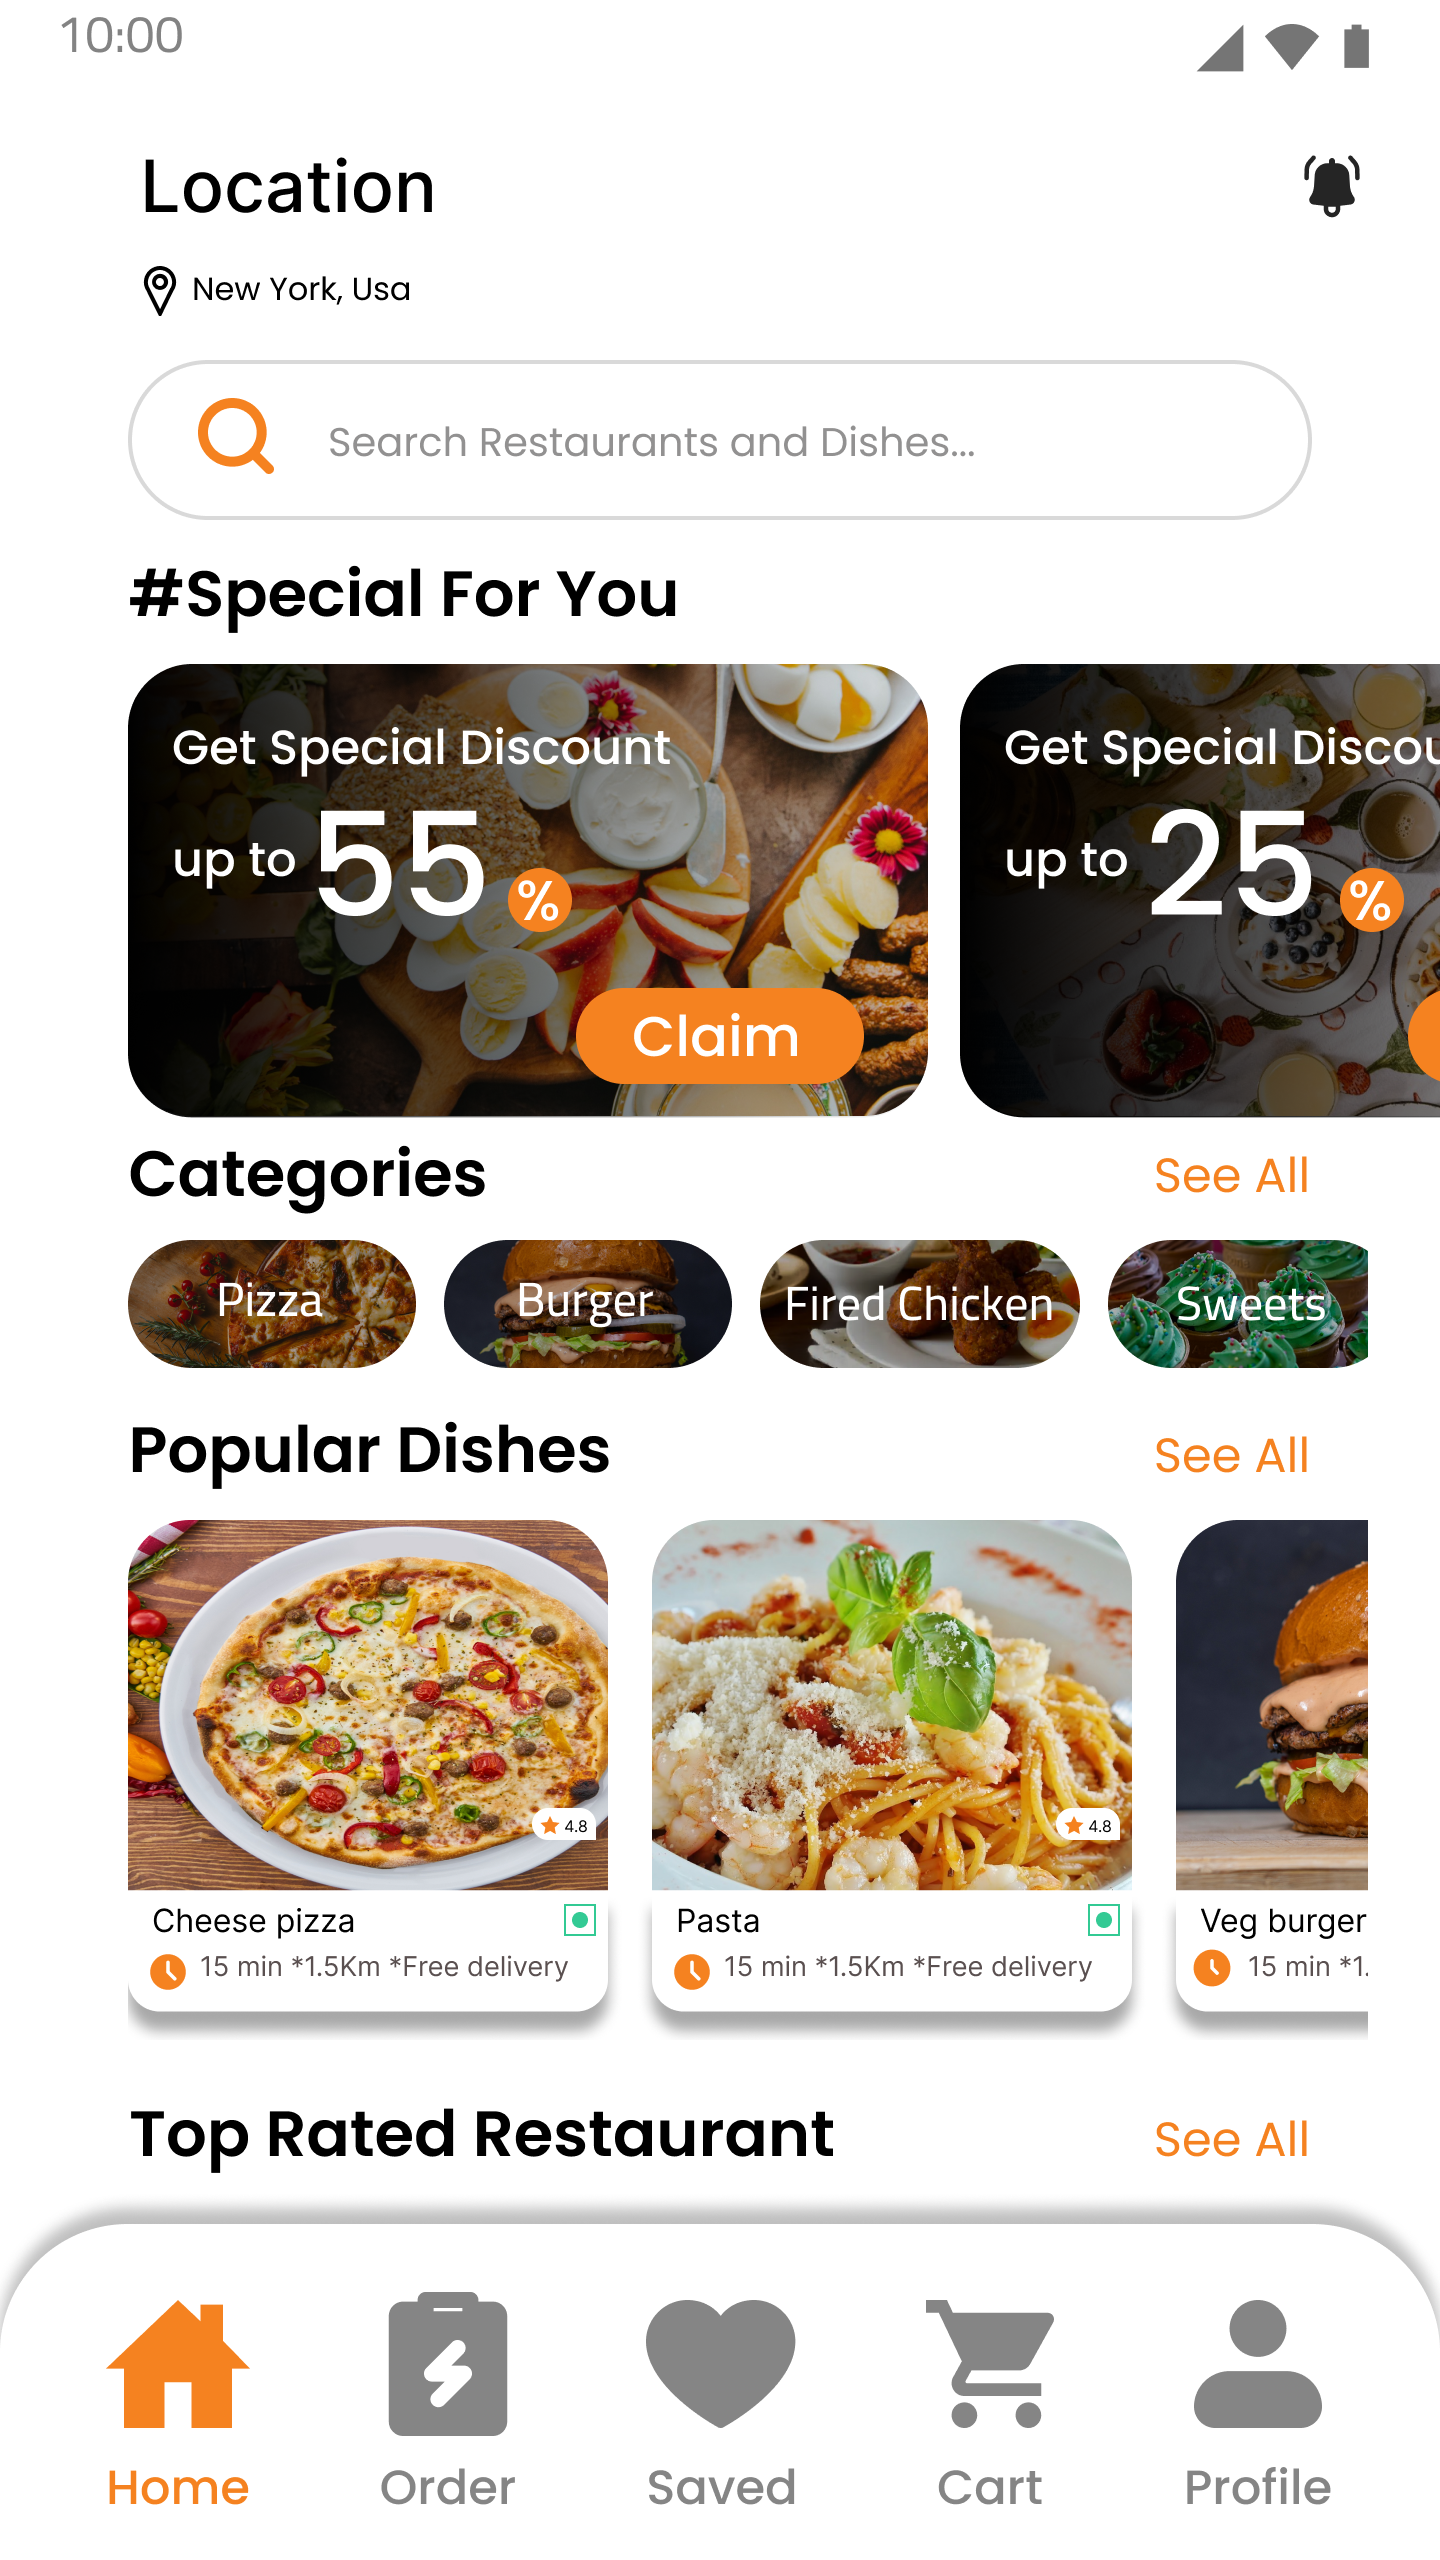 10:00
Location
New York, Usa
Search Restaurants and Dishes...
#Special For You
Get Special Discount
up to 55 %
Claim
Get Special Discou
up to 25 %
Categories
See All
Pizza
Burger
Fired Chicken
Sweets
Popular Dishes
See All
4.8
4.8
Cheese pizza
15 min *1.5Km *Free delivery
Pasta
15 min *1.5Km *Free delivery
Veg burger
15 min *1.
Top Rated Restaurant
See All
Home
Order
Saved
Cart
Profile